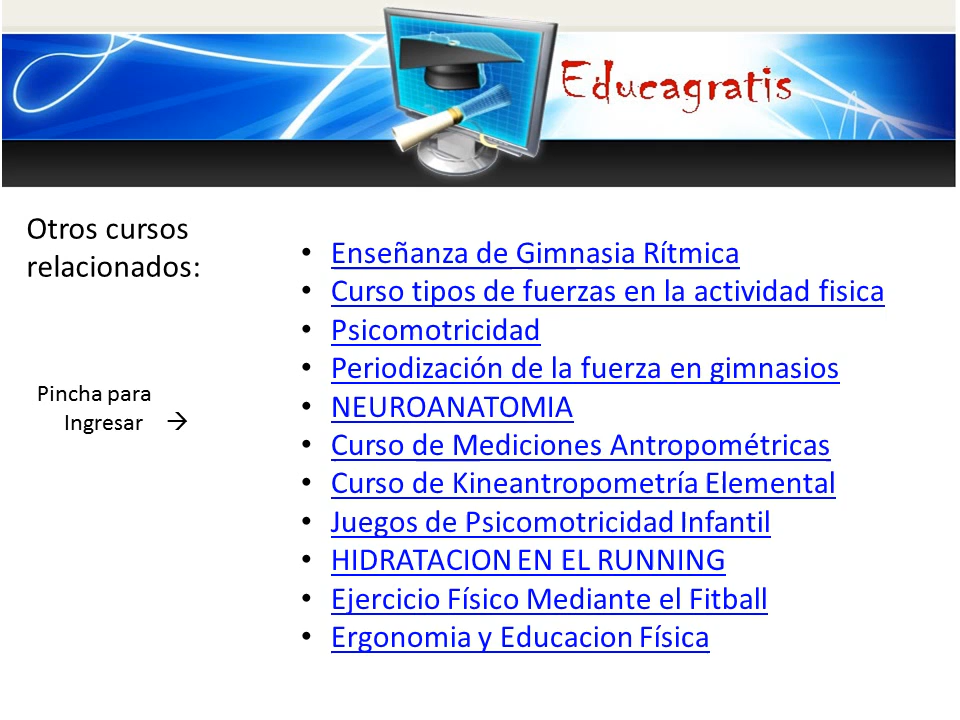 Educagratis
Otros cursos
relacionados:
Pincha para
Ingresar →
• Enseñanza de Gimnasia Rítmica
• Curso tipos de fuerzas en la actividad fisica
• Psicomotricidad
• Periodización de la fuerza en gimnasios
• NEUROANATOMIA
• Curso de Mediciones Antropométricas
• Curso de Kineantropometría Elemental
• Juegos de Psicomotricidad Infantil
• HIDRATACION EN EL RUNNING
• Ejercicio Físico Mediante el Fitball
• Ergonomia y Educacion Física